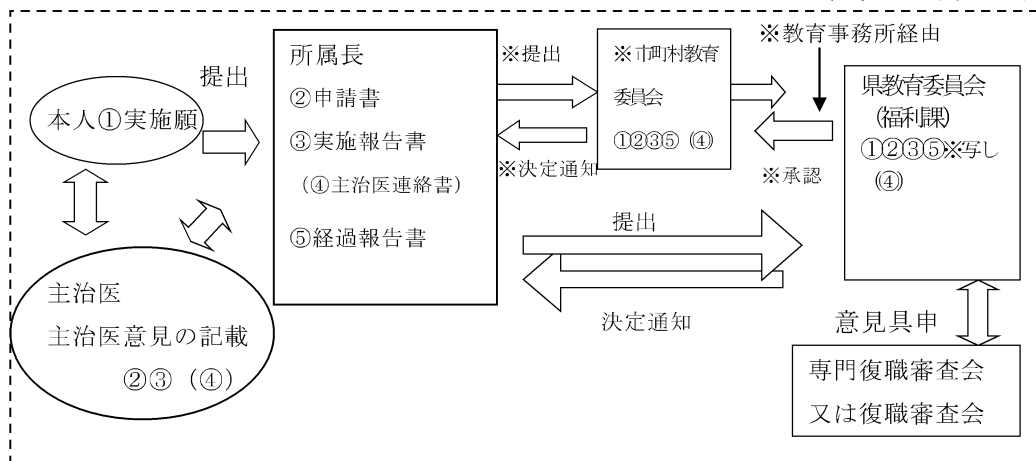 本人①実施願
提出
主治医
主治医意見の記載
②③（④）
所属長
②申請書
③実施報告書
（④主治医連絡書）
⑤経過報告書
※提出
※決定通知
※市町村教育
委員会
①②③⑤（④）
※教育事務所経由
※承認
県教育委員会
（福利課）
①②③⑤※写し
（④）
提出
決定通知
意見具申
専門復職審査会
又は復職審査会